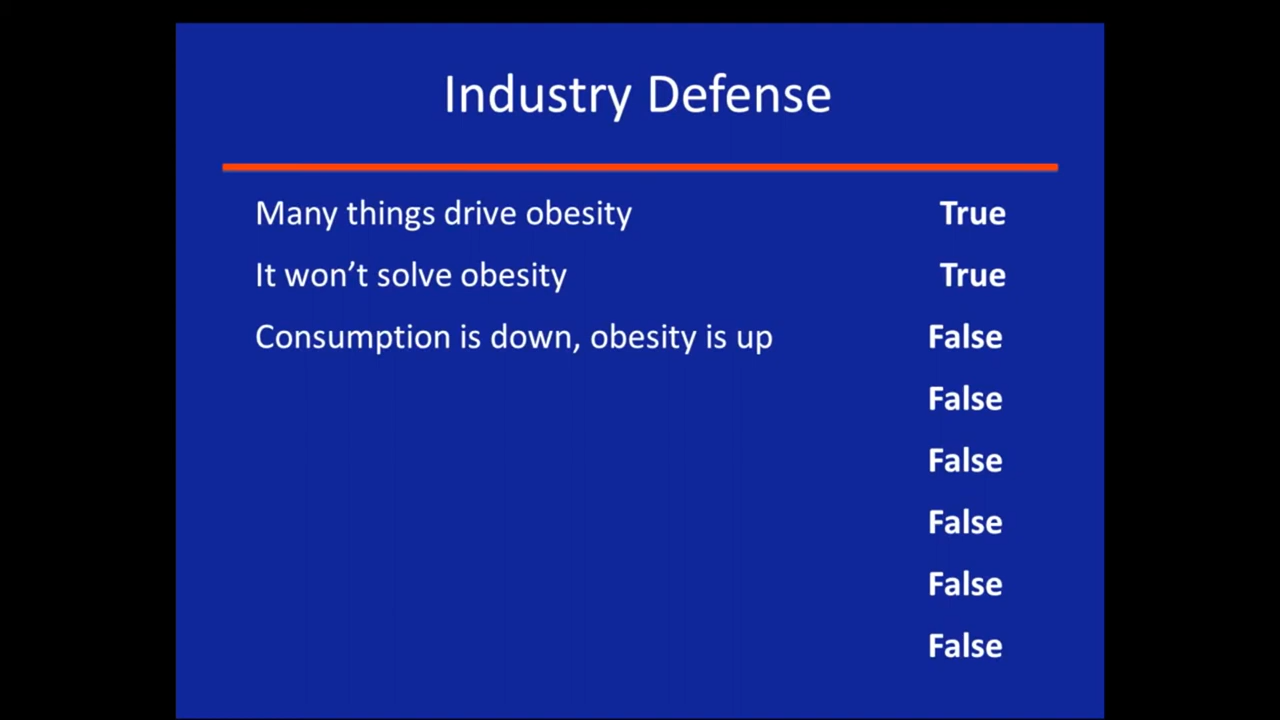 Industry Defense
Many things drive obesity True
It won't solve obesity True
Consumption is down, obesity is up False
False
False
False
False
False